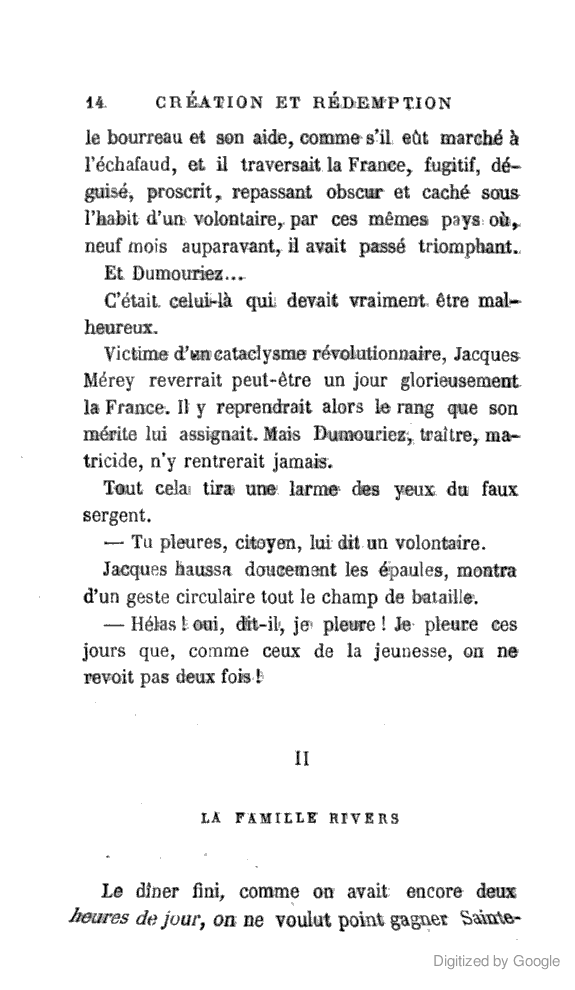 14 CRÉATION ET RÉDEMPTION
le bourreau et son aide, comme s'il eût marché à
l'échafaud, et il traversait la France, fugitif, dé-
guisé, proscrit, repassant obscur et caché sous
l'habit d'un volontaire, par ces mêmes pays où,
neuf mois auparavant, il avait passé triomphant.
Et Dumouriez...
C'était celui-là qui devait vraiment être mal-
heureux.
Victime d'un cataclysme révolutionnaire, Jacques
Mérey reverrait peut-être un jour glorieusement
la France. Il y reprendrait alors le rang que son
mérite lui assignait. Mais Dumouriez, traître, ma-
tricide, n'y rentrerait jamais.
Tout cela tira une larme des yeux du faux
sergent.
— Tu pleures, citoyen, lui dit un volontaire.
Jacques haussa doucement les épaules, montra
d'un geste circulaire tout le champ de bataille.
— Hélas ! oui, dit-il, je pleure ! Je pleure ces
jours que, comme ceux de la jeunesse, on ne
revoit pas deux fois !
II
LA FAMILLE RIVERS
Le dîner fini, comme on avait encore deux
heures de jour, on ne voulut point gagner Sainte-
Digitized by Google